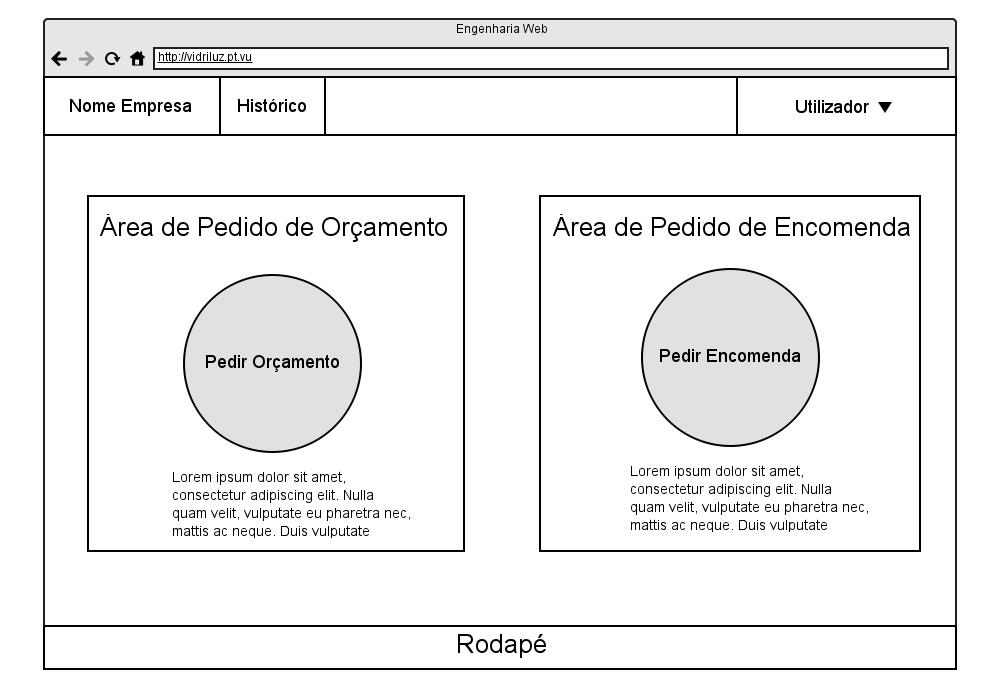 Engenharia Web
http://vidriluz.pt.vu
Nome Empresa
Histórico
Utilizador ▼
Área de Pedido de Orçamento
Pedir Orçamento
Lorem ipsum dolor sit amet,
consectetur adipiscing elit. Nulla
quam velit, vulputate eu pharetra nec,
mattis ac neque. Duis vulputate
Área de Pedido de Encomenda
Pedir Encomenda
Lorem ipsum dolor sit amet,
consectetur adipiscing elit. Nulla
quam velit, vulputate eu pharetra nec,
mattis ac neque. Duis vulputate
Rodapé